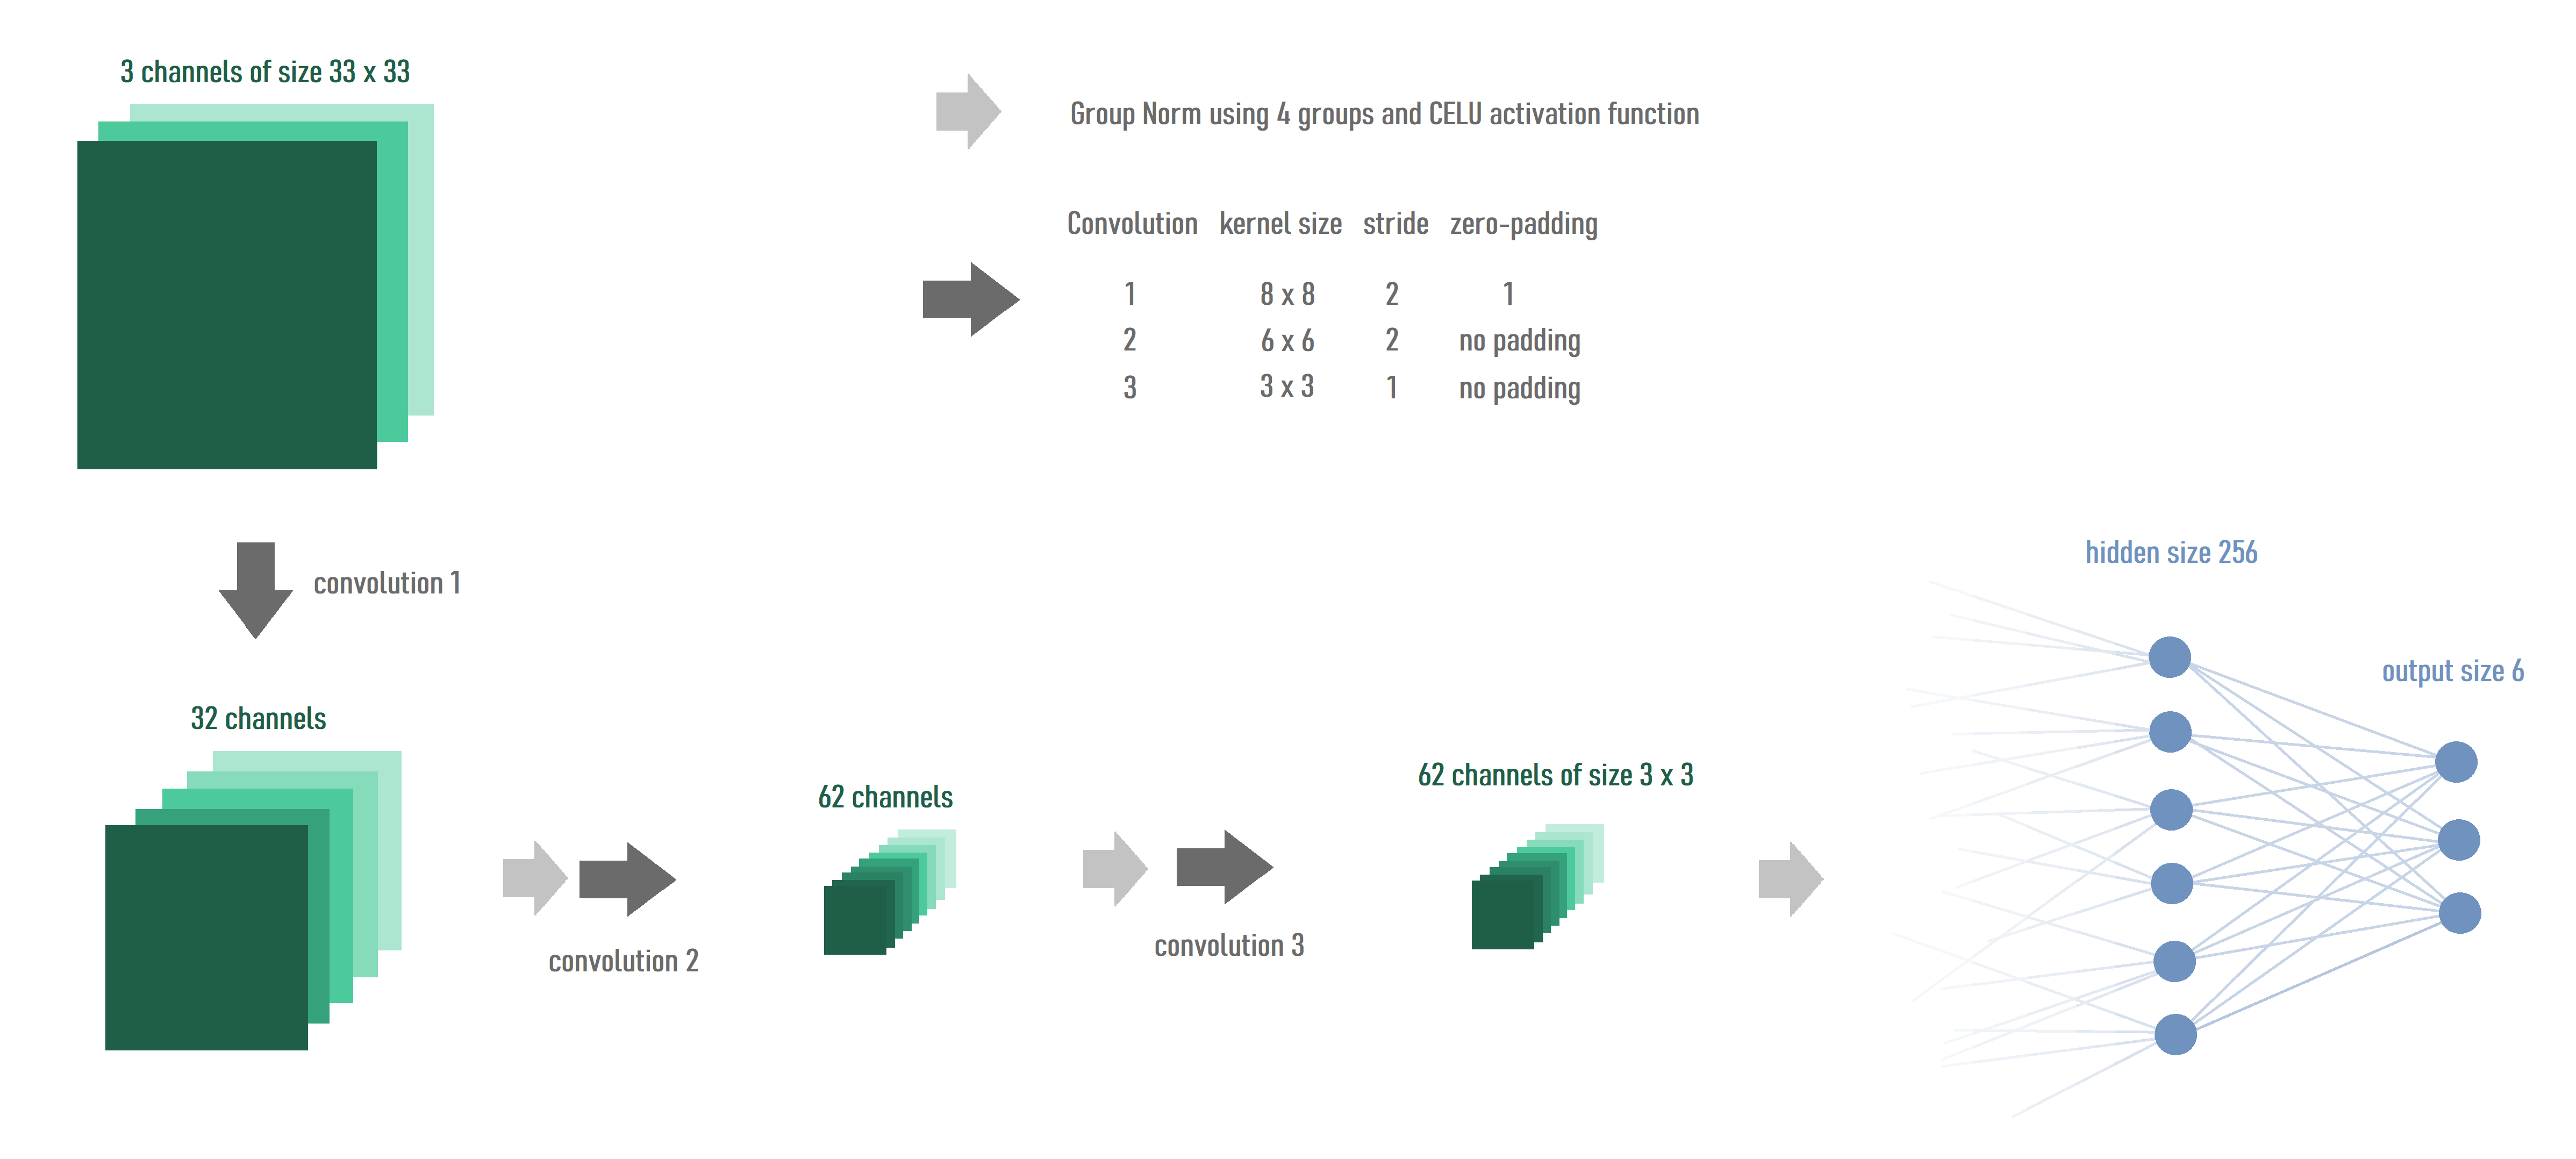 3 channels of size 33 x 33
Group Norm using 4 groups and CELU activation function
Convolution kernel size stride zero-padding
1 8 x 8 2 1
2 6 x 6 2 no padding
3 3 x 3 1 no padding
convolution 1
hidden size 256
output size 6
32 channels
62 channels
62 channels of size 3 x 3
convolution 2
convolution 3